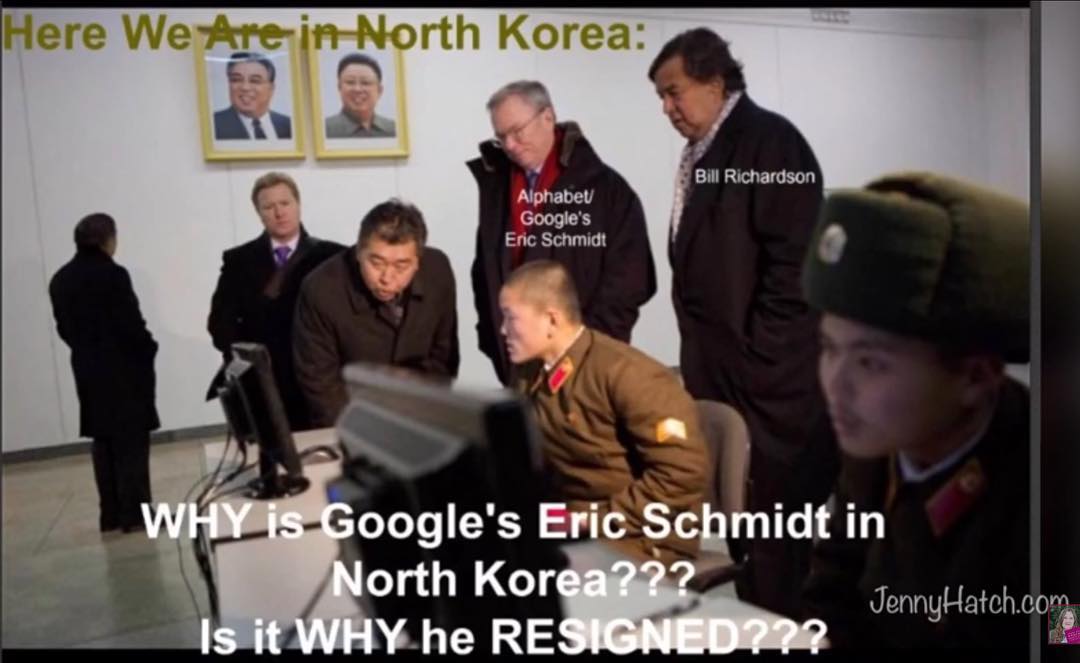 Here We Are in North Korea:
Alphabet/
Google's
Eric Schmidt
Bill Richardson
WHY is Google's Eric Schmidt in
North Korea???
Is it WHY he RESIGNED???
JennyHatch.com